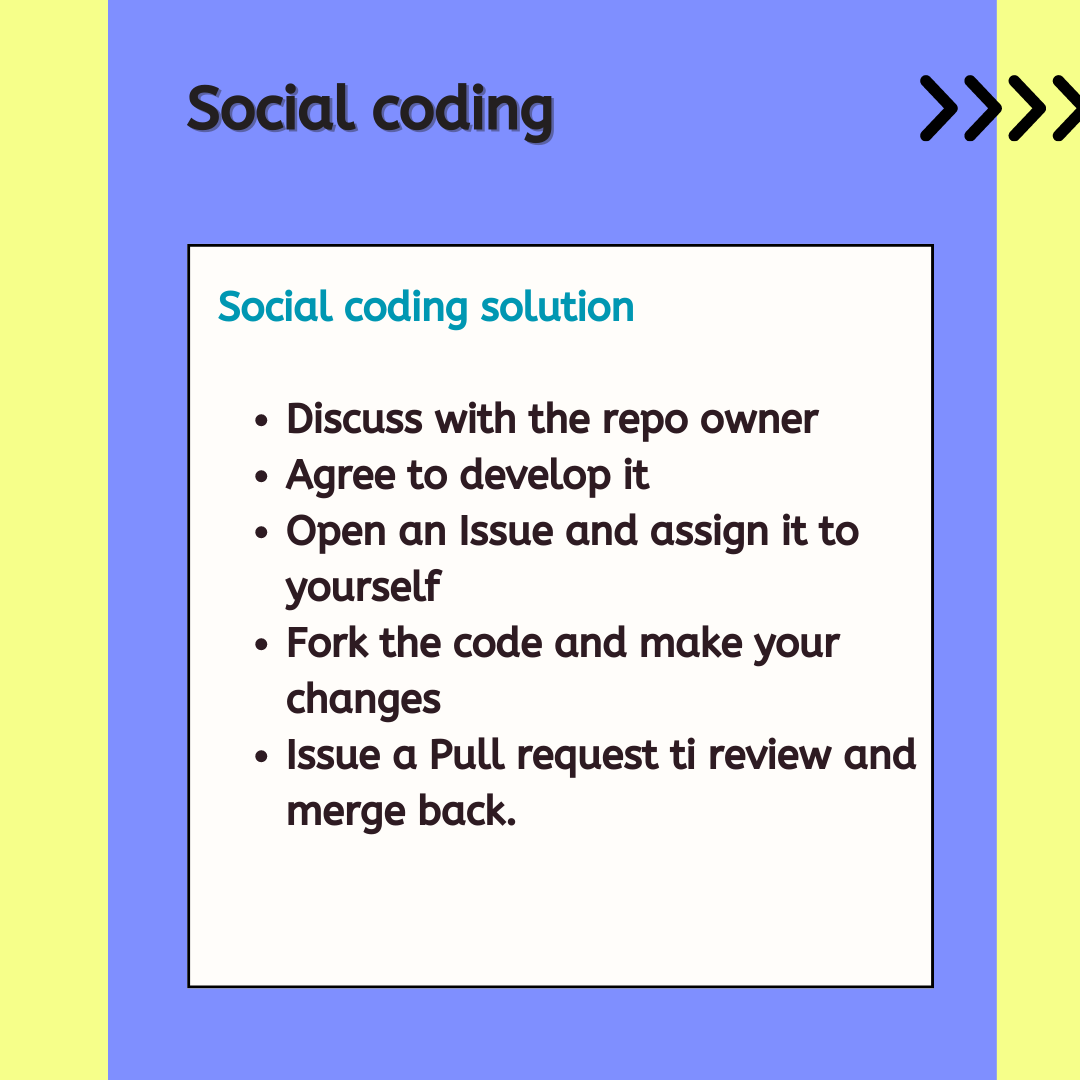 Social coding
Social coding solution
• Discuss with the repo owner
• Agree to develop it
• Open an Issue and assign it to
yourself
• Fork the code and make your
changes
• Issue a Pull request ti review and
merge back.